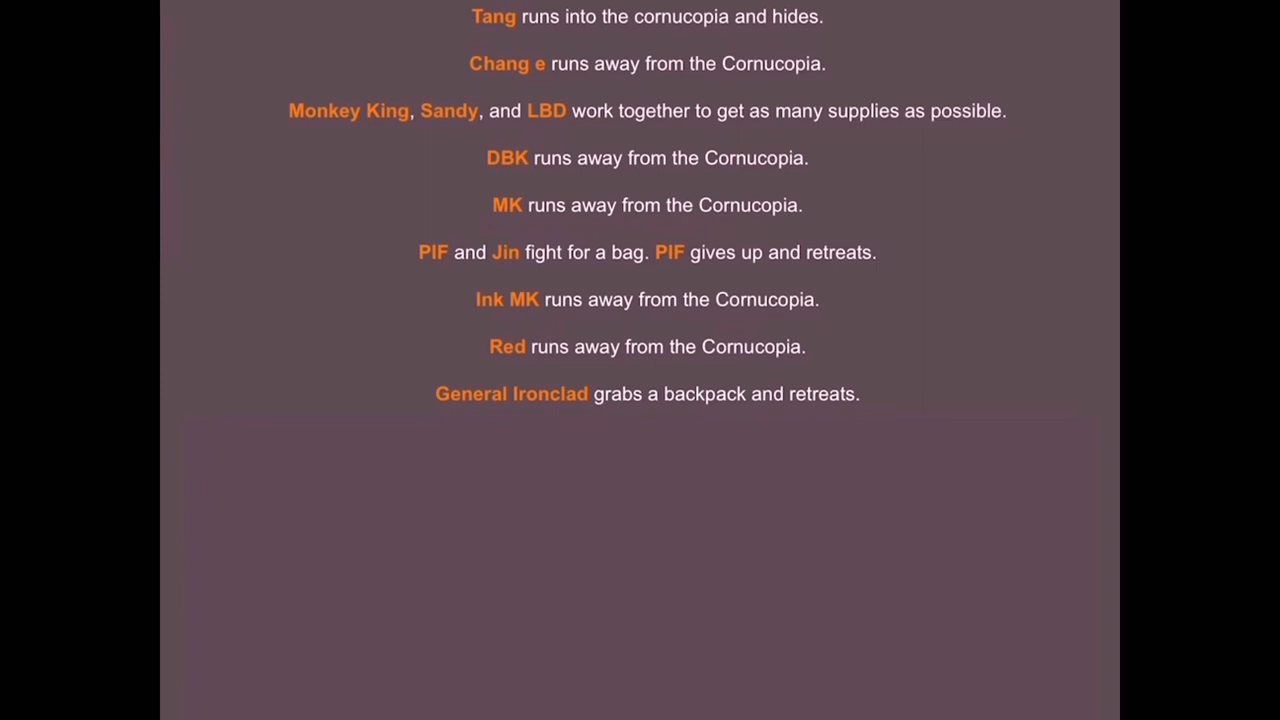 Tang runs into the cornucopia and hides.
Chang e runs away from the Cornucopia.
Monkey King, Sandy, and LBD work together to get as many supplies as possible.
DBK runs away from the Cornucopia.
MK runs away from the Cornucopia.
PIF and Jin fight for a bag. PIF gives up and retreats.
Ink MK runs away from the Cornucopia.
Red runs away from the Cornucopia.
General Ironclad grabs a backpack and retreats.